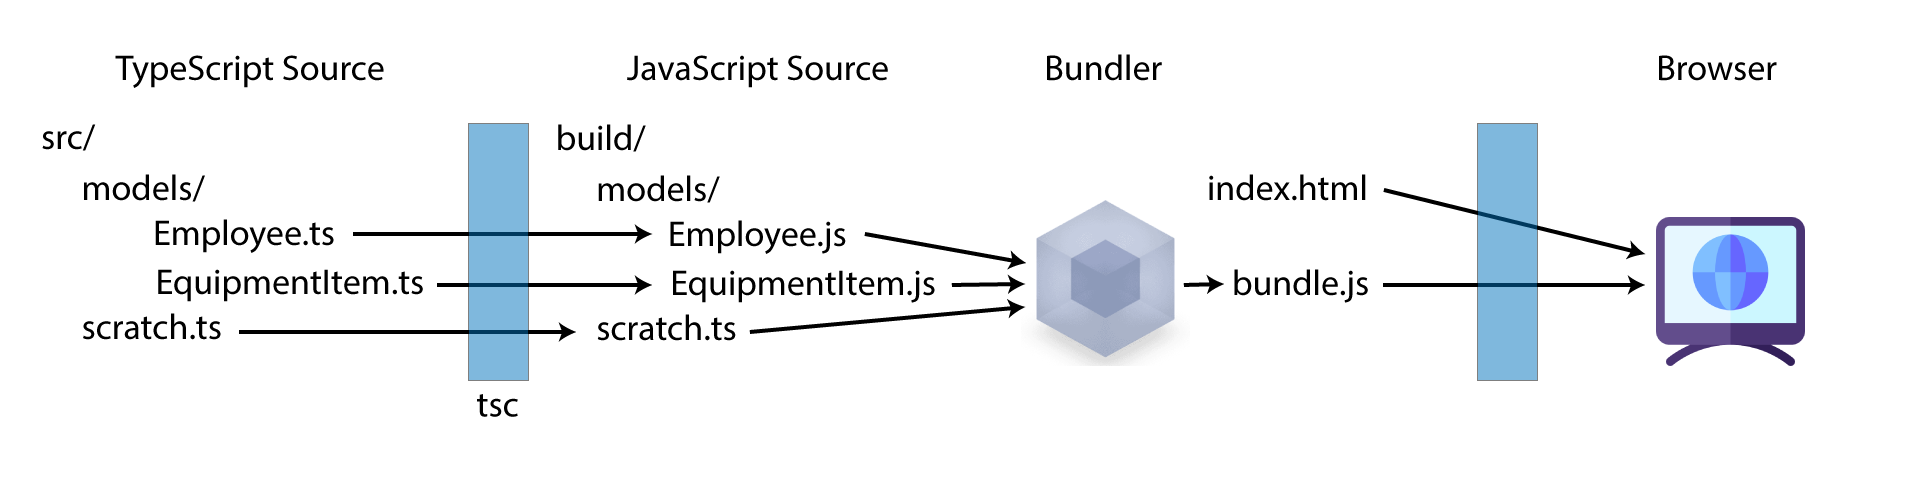 TypeScript Source
JavaScript Source
Bundler
Browser
src/
build/
models/
models/
index.html
Employee.ts
Employee.js
EquipmentItem.ts
EquipmentItem.js
bundle.js
scratch.ts
scratch.ts
tsc